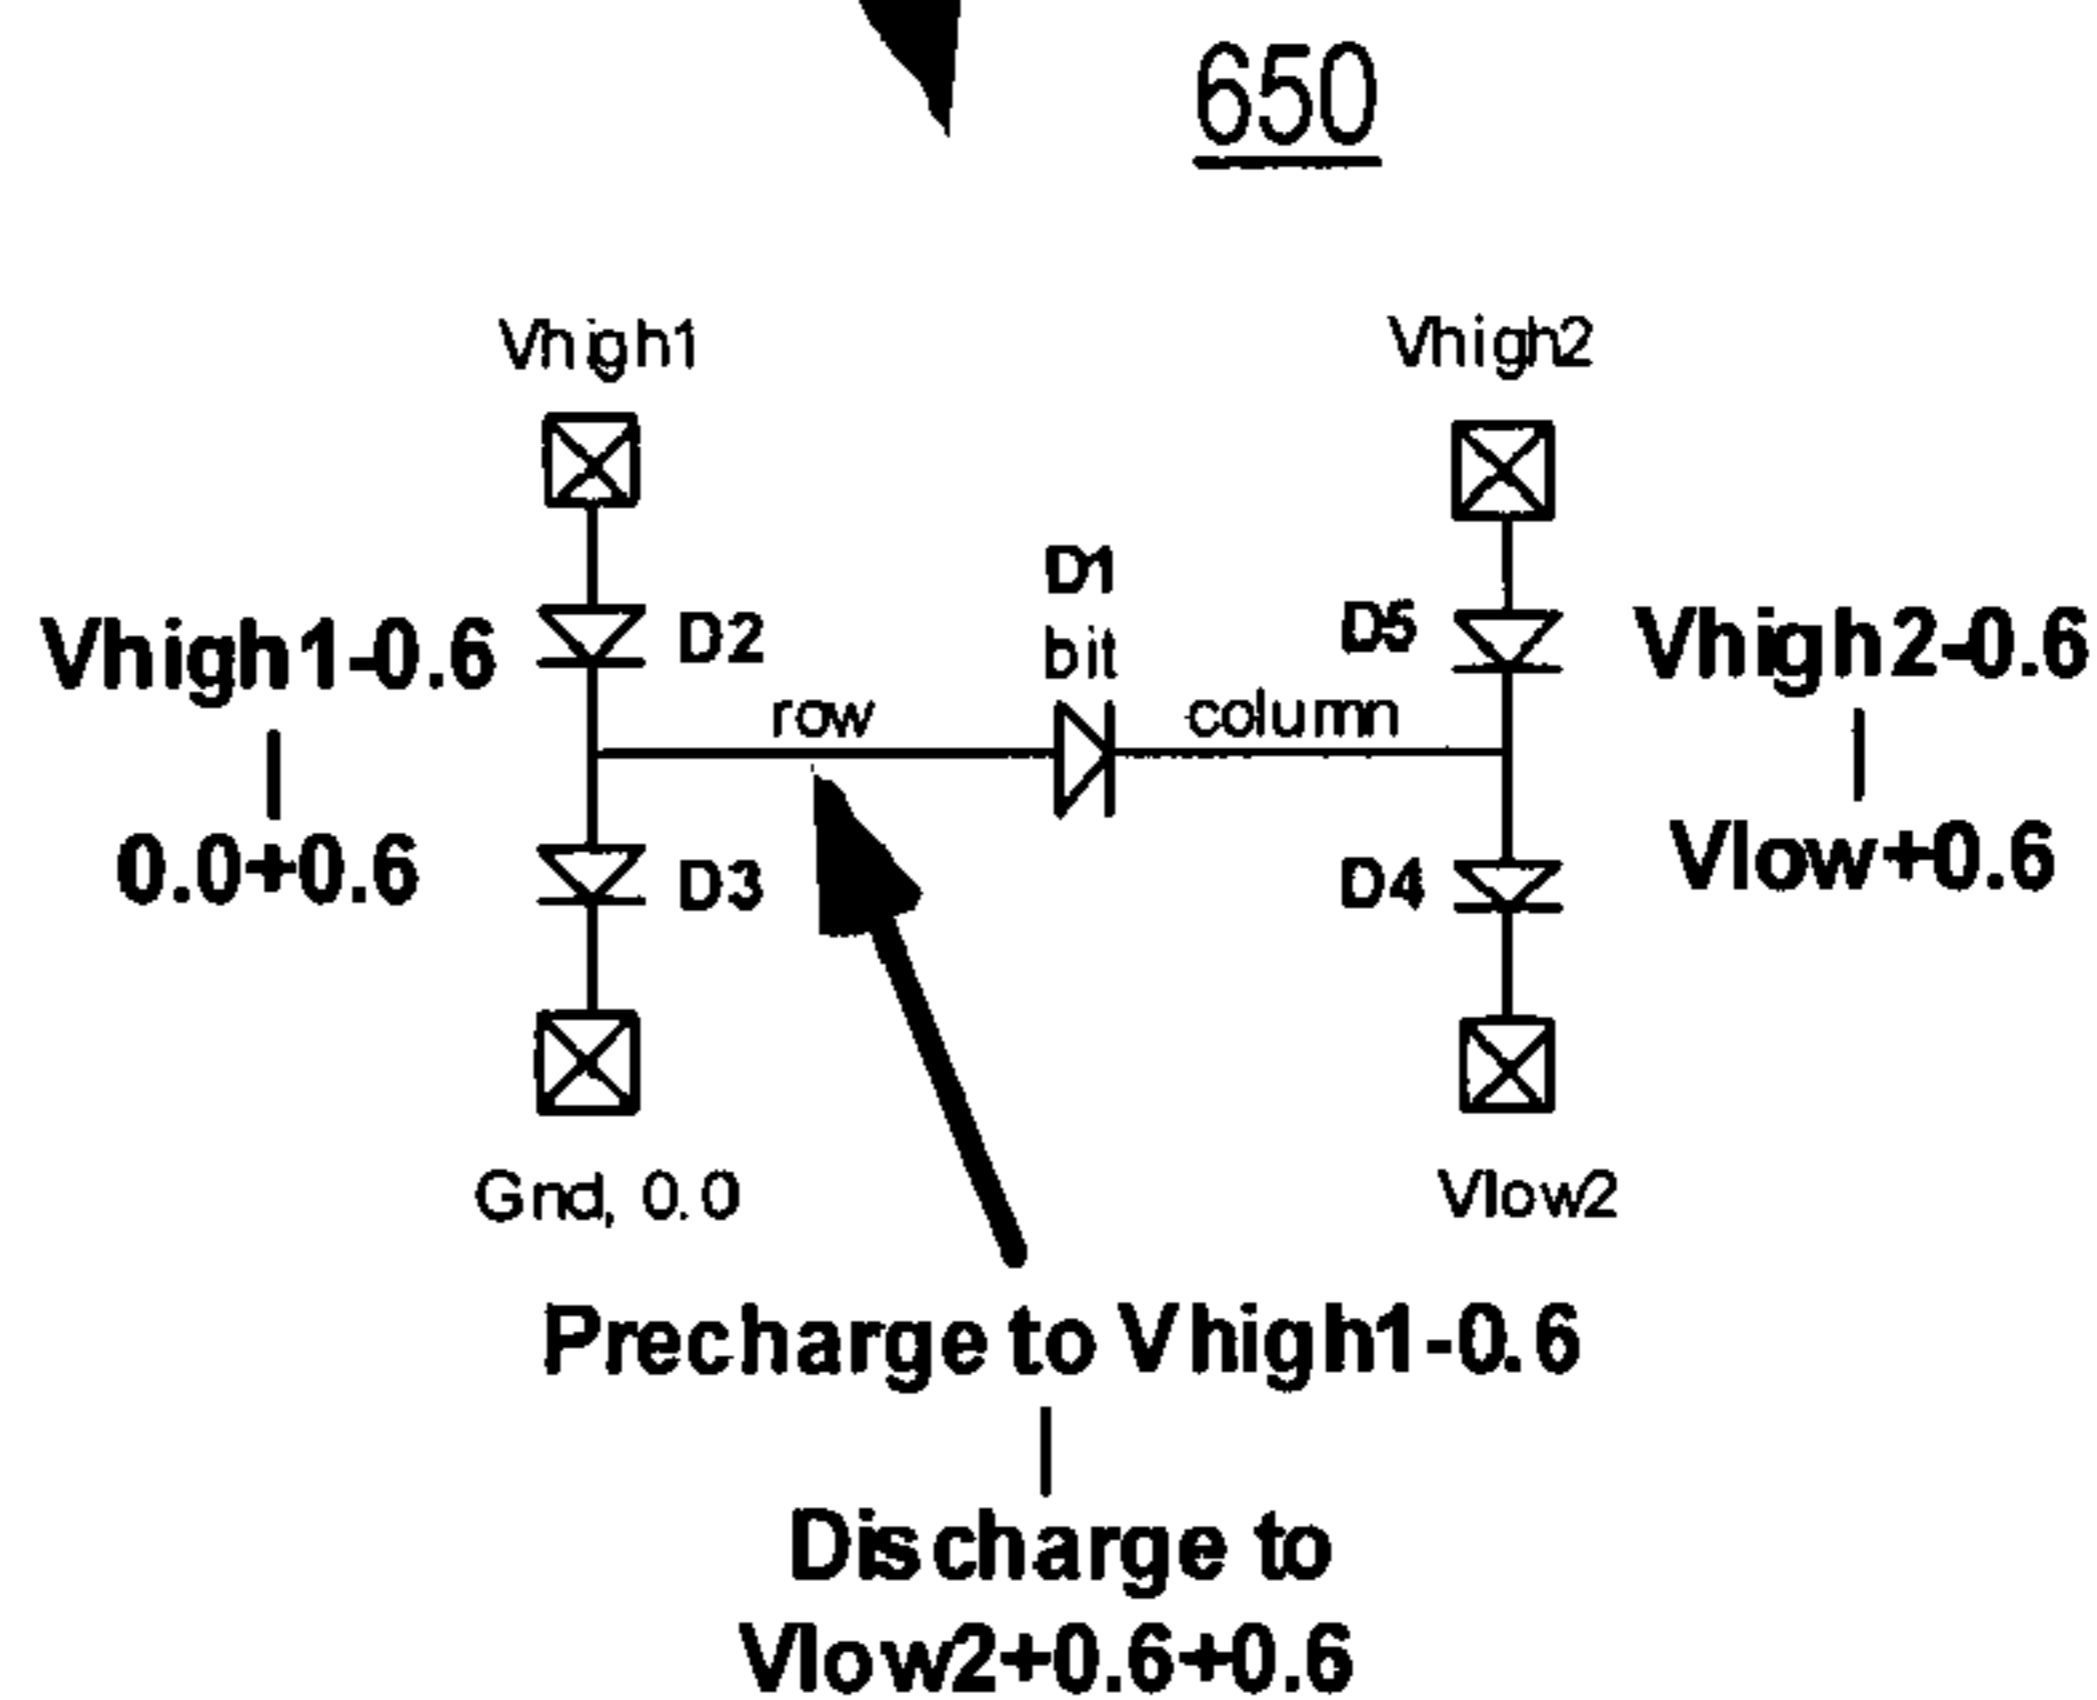 650
Vhigh1
Vhigh2
D1
bit
D2
D5
Vhigh1-0.6
Vhigh2-0.6
row
column
0.0+0.6
Vlow+0.6
D3
D4
Gnd, 0.0
Vlow2
Precharge to Vhigh1-0.6
Discharge to
Vlow2+0.6+0.6